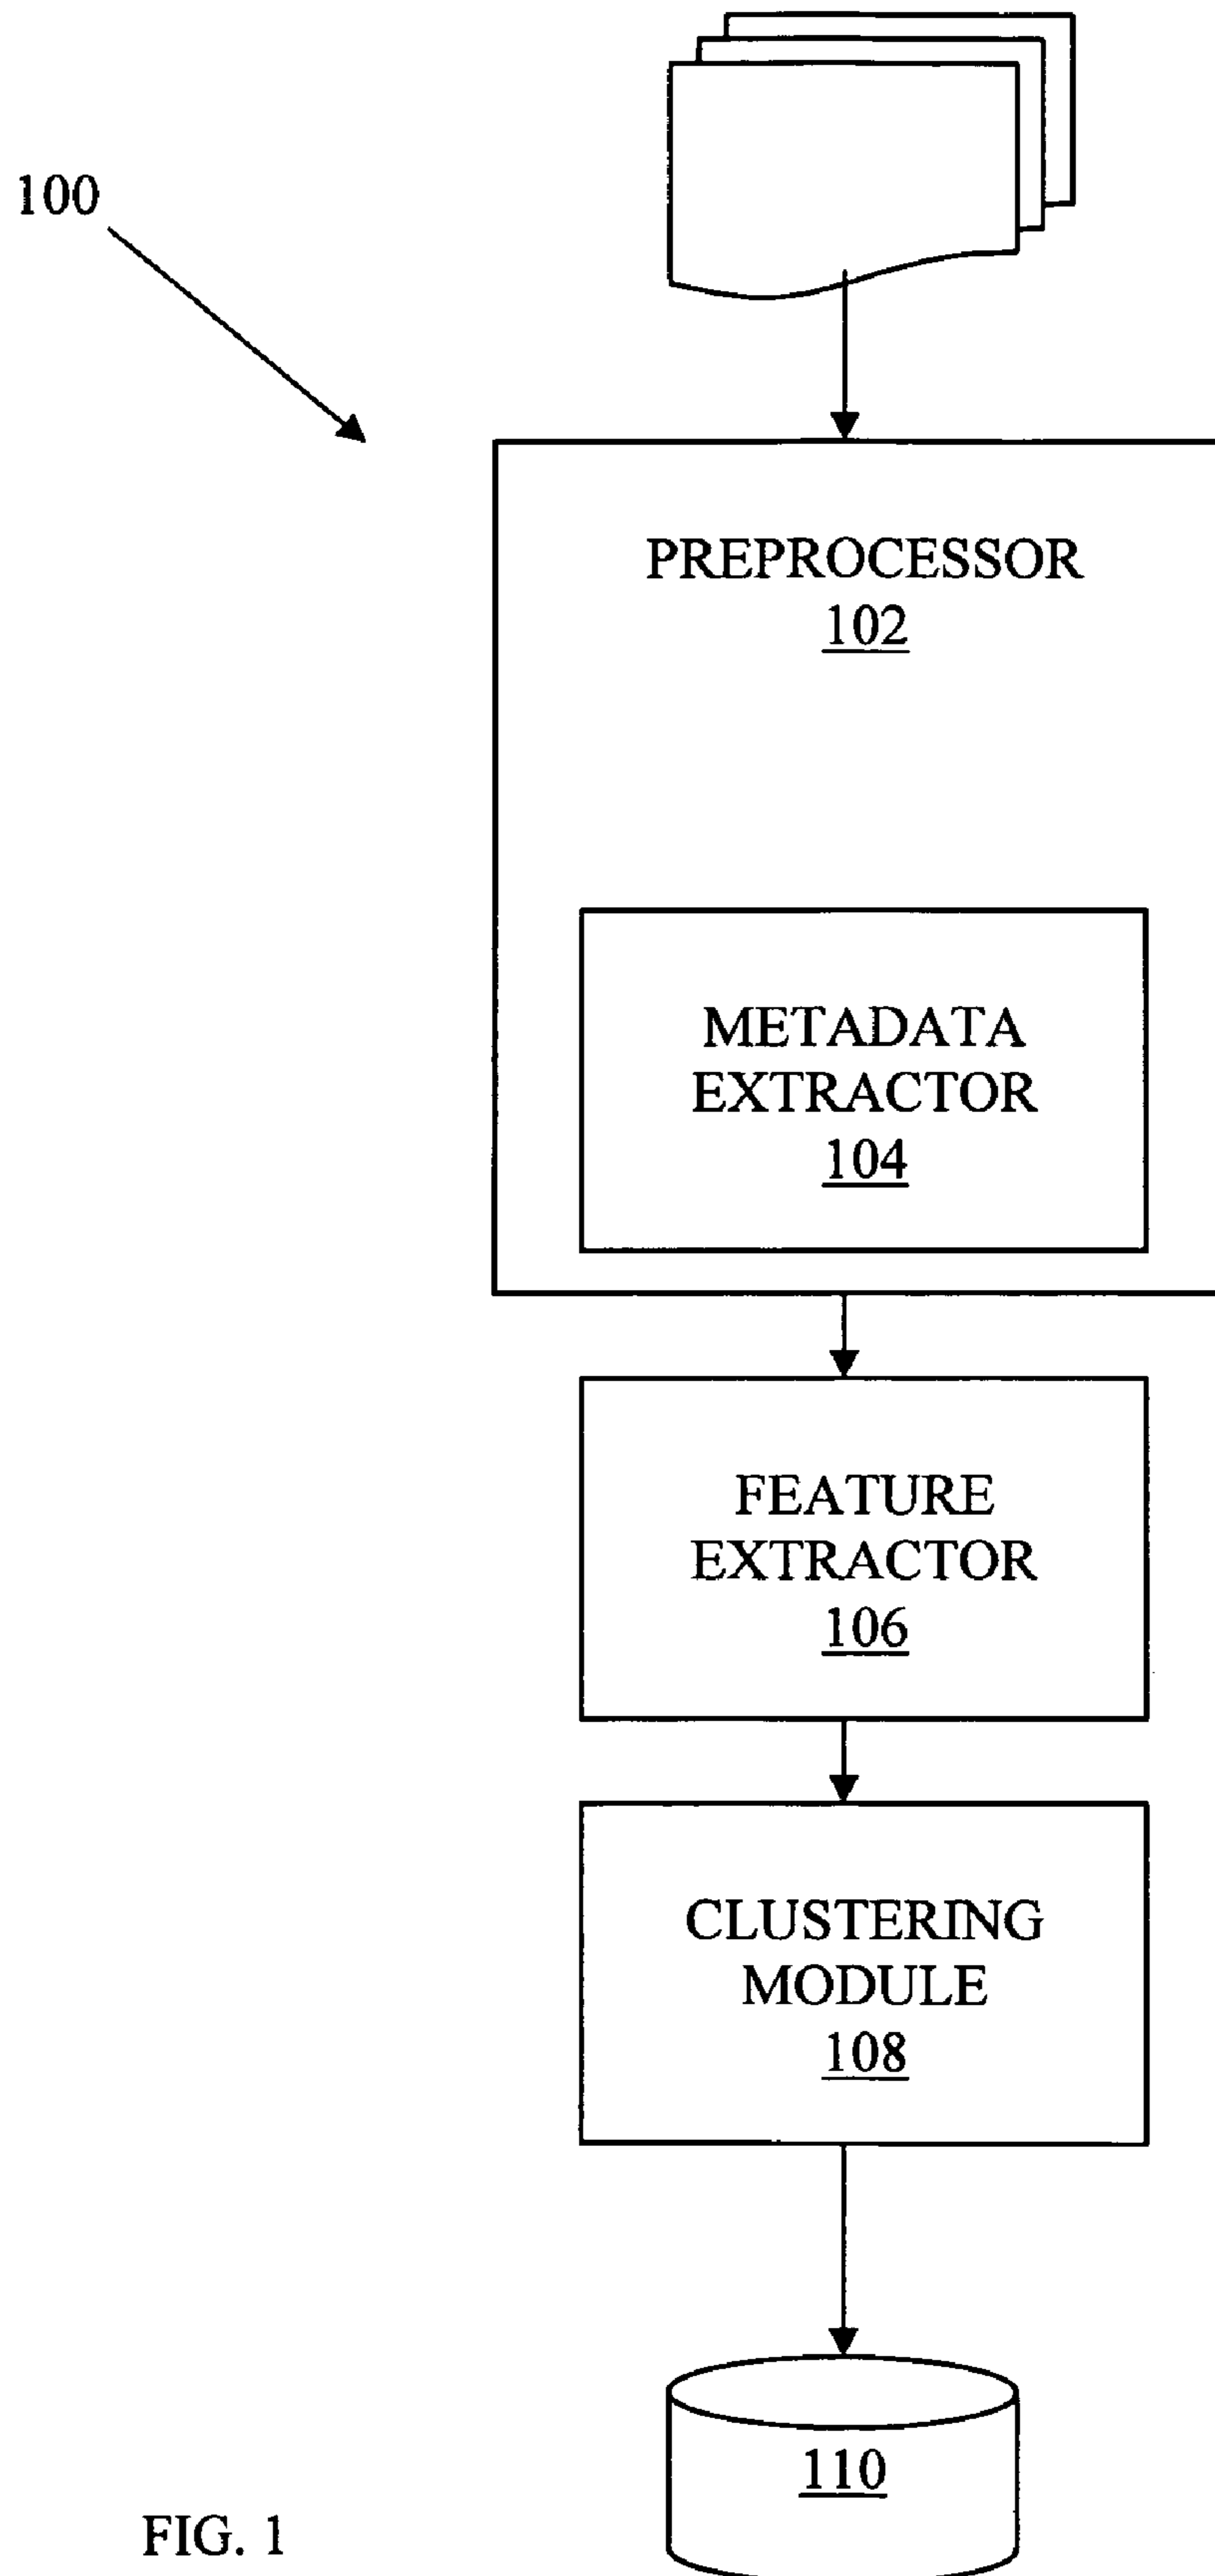 100
PREPROCESSOR
102
METADATA
EXTRACTOR
104
FEATURE
EXTRACTOR
106
CLUSTERING
MODULE
108
110
FIG. 1